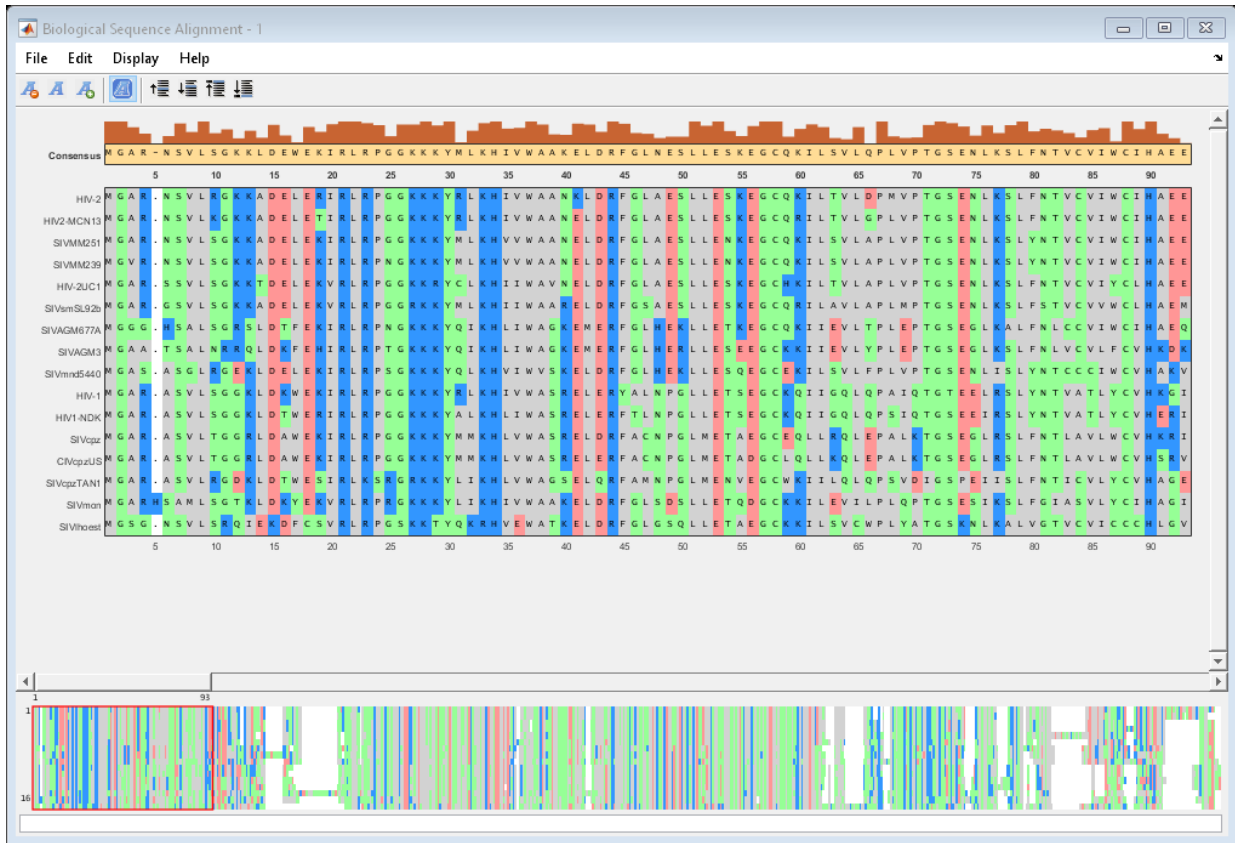 Biological Sequence Alignment - 1
File Edit Display Help
Consensus M G A R - N S V L S G K K L D E W E K I R L R P G G K K K Y M L K H I V W A A K E L D R F G L N E S L L E S K E G C Q K I L S V L Q P L V P T G S E N L K S L F N T V C V I W C I H A E E
5 10 15 20 25 30 35 40 45 50 55 60 65 70 75 80 85 90
HIV-2 M G A R . N S V L R G K K A D E L E R I R L R P G G K K K Y R L K H I V W A A N K L D R F G L A E S L L E S K E G C Q K I L T V L D P M V P T G S E N L K S L F N T V C V I W C I H A E E
HIV2-MCN13 M G A R . N S V L K G K K A D E L E T I R L R P G G K K K Y R L K H I V W A A N E L D R F G L A E S L L E S K E G C Q R I L T V L G P L V P T G S E N L K S L F N T V C V I W C I H A E E
SIVMM251 M G A R . N S V L S G K K A D E L E K I R L R P G G K K K Y M L K H V V W A A N E L D R F G L A E S L L E N K E G C Q K I L S V L A P L V P T G S E N L K S L Y N T V C V I W C I H A E E
SIVMM239 M G V R . N S V L S G K K A D E L E K I R L R P N G K K K Y M L K H V V W A A N E L D R F G L A E S L L E N K E G C Q K I L S V L A P L V P T G S E N L K S L Y N T V C V I W C I H A E E
HIV-2UC1 M G A R . S S V L S G K K T D E L E K V R L R P G G K K R Y C L K H I I W A V N E L D R F G L A E S L L E S K E G C H K I L T V L A P L V P T G S E N L K S L F N T V C V I Y C L H A E E
SIVsmSL92b M G A R . G S V L S G K K A D E L E K V R L R P G G R K K Y M L K H I I W A A R E L D R F G S A E S L L E S K E G C Q R I L A V L A P L M P T G S E N L K S L F S T V C V V W C L H A E M
SIVAGM677A M G G G . H S A L S G R S L D T F E K I R L R P N G K K K Y Q I K H L I W A G K E M E R F G L H E K L L E T K E G C Q K I I E V L T P L E P T G S E G L K A L F N L C C V I W C I H A E Q
SIVAGM3 M G A A . T S A L N R R Q L D K F E H I R L R P T G K K K Y Q I K H L I W A G K E M E R F G L H E R L L E S E E G C K K I I E V L Y P L E P T G S E G L K S L F N L V C V L F C V H K D K
SIVmnd5440 M G A S . A S G L R G E K L D E L E K I R L R P G G K K K Y Q L K H V I W V S K E L D R F G L H E K L L E S Q E G C E K I L S V L F P L V P T G S E N L I S L Y N T C C C I W C V H A K V
HIV-1 M G A R . A S V L S G G K L D K W E K I R L R P G G K K K Y R L K H I V W A S R E L E R Y A L N P G L L E T S E G C Q K I I G Q L Q P A I Q T G T E E L R S L Y N T V A T L Y C V H K G I
HIV1-NDK M G A R . A S V L S G G K L D T W E R I R L R P G G K K K Y A L K H L I W A S R E L E R F T L N P G L L E T S E G C K Q I I G Q L Q P S I Q T G S E E I R S L Y N T V A T L Y C V H E R I
SIVcpz M G A R . A S V L T G G R L D A W E K I R L R P G G K K K Y M M K H L V W A S R E L D R F A C N P G L M E T A E G C E Q L L R Q L E P A L K T G S E G L R S L F N T L A V L W C V H K R I
CIVcpzUS M G A R . A S V L T G G R L D A W E K I R L R P G G K K K Y M M K H L V W A S R E L E R F A C N P G L M E T A D G C L Q L L K Q L E P A L K T G S E G L R S L F N T L A V L W C V H S R V
SIVcpzTAN1 M G A R . A S V L R G D K L D T W E S I R L K S R G R K K Y L I K H L V W A G S E L Q R F A M N P G L M E N V E G C W K I I L Q L Q P S V D I G S P E I I S L F N T I C V L Y C V H A G E
SIVmon M G A R H S A M L S G T K L D K Y E K V R L R P R G K K K Y L I K H I V W A A K E L D R F G L S D S L L E T Q D G C K K I L E V I L P L Q P T G S E S I K S L F G I A S V L Y C I H A G I
SIVlhoest M G S G . N S V L S R Q I E K D F C S V R L R P G S K K T Y Q K R H V E W A T K E L D R F G L G S Q L L E T A E G C K K I L S V C W P L Y A T G S K N L K A L V G T V C V I C C C H L G V
5 10 15 20 25 30 35 40 45 50 55 60 65 70 75 80 85 90
1 93
1
16